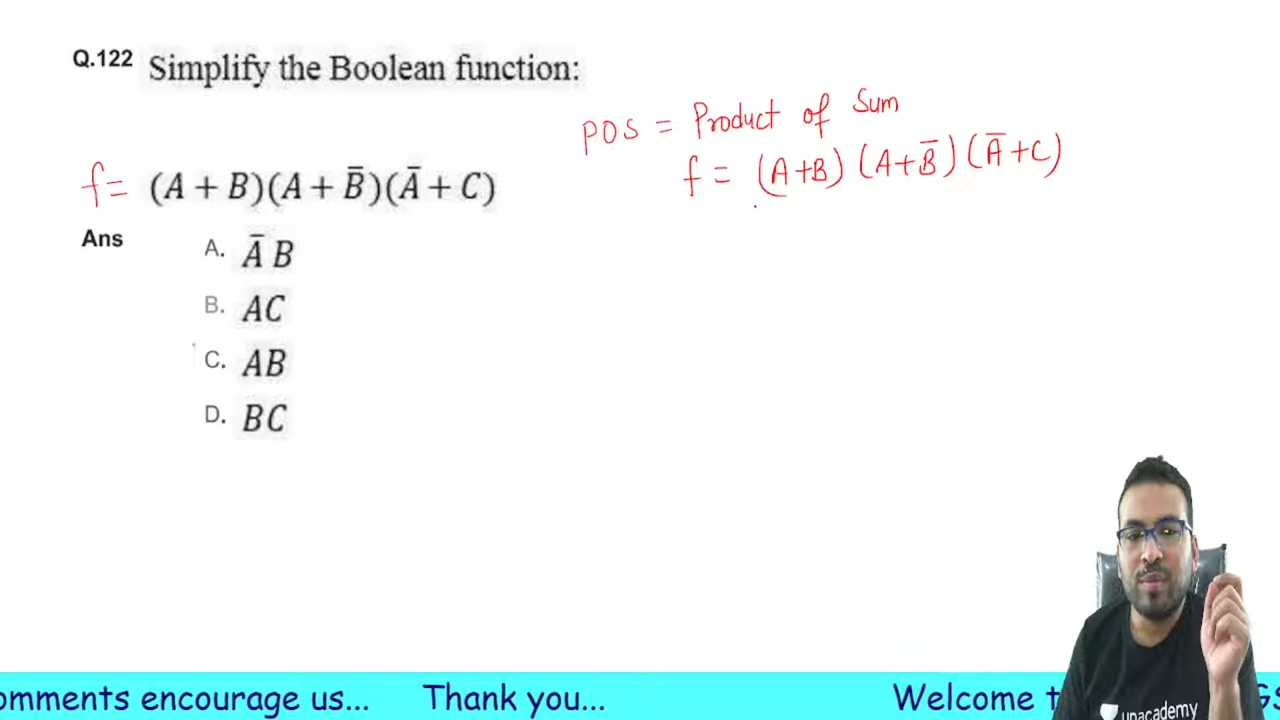 Q.122 Simplify the Boolean function:
POS = Product of Sum
f = (A+B) (A+B̅) (A̅+C)
f= (A + B)(A + B̅)(A̅ + C)
Ans
A. A̅ B
B. AC
C. AB
D. BC
omments encourage us... Thank you... Welcome t
unacademy